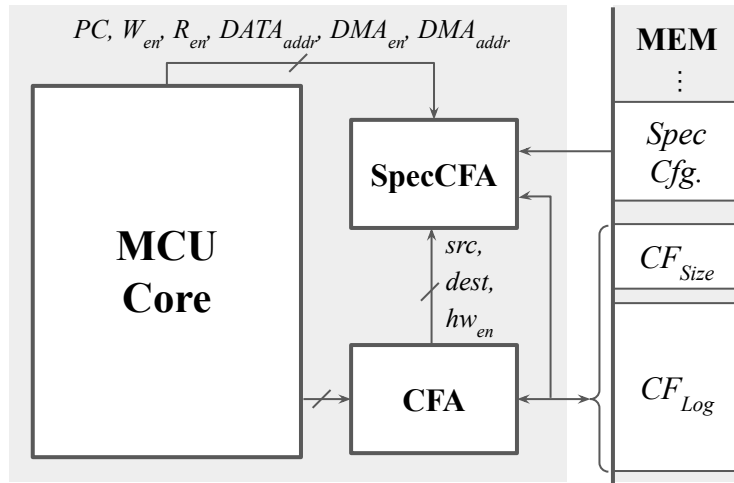 PC, W_en, R_en, DATA_addr, DMA_en, DMA_addr
MCU
Core
SpecCFA
src,
dest,
hw_en
CFA
MEM
⋮
Spec
Cfg.
CF_Size
CF_Log